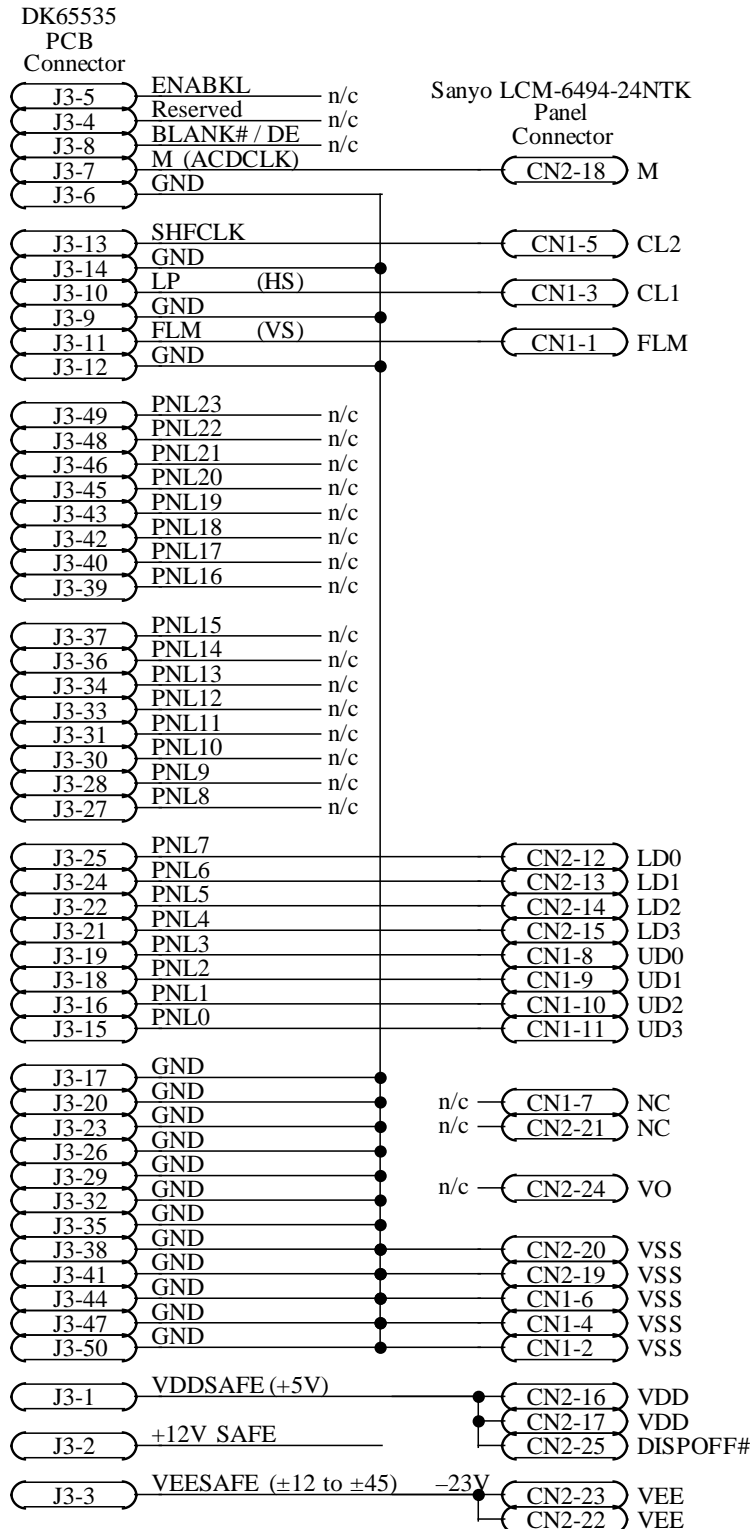 DK65535
PCB
Connector
Sanyo LCM-6494-24NTK
Panel
Connector
J3-5 ENABKL n/c
J3-4 Reserved n/c
J3-8 BLANK# / DE n/c
J3-7 M (ACDCLK) CN2-18 M
J3-6 GND
J3-13 SHFCLK CN1-5 CL2
J3-14 GND
J3-10 LP (HS) CN1-3 CL1
J3-9 GND
J3-11 FLM (VS) CN1-1 FLM
J3-12 GND
J3-49 PNL23 n/c
J3-48 PNL22 n/c
J3-46 PNL21 n/c
J3-45 PNL20 n/c
J3-43 PNL19 n/c
J3-42 PNL18 n/c
J3-40 PNL17 n/c
J3-39 PNL16 n/c
J3-37 PNL15 n/c
J3-36 PNL14 n/c
J3-34 PNL13 n/c
J3-33 PNL12 n/c
J3-31 PNL11 n/c
J3-30 PNL10 n/c
J3-28 PNL9 n/c
J3-27 PNL8 n/c
J3-25 PNL7 CN2-12 LD0
J3-24 PNL6 CN2-13 LD1
J3-22 PNL5 CN2-14 LD2
J3-21 PNL4 CN2-15 LD3
J3-19 PNL3 CN1-8 UD0
J3-18 PNL2 CN1-9 UD1
J3-16 PNL1 CN1-10 UD2
J3-15 PNL0 CN1-11 UD3
J3-17 GND
J3-20 GND n/c CN1-7 NC
J3-23 GND n/c CN2-21 NC
J3-26 GND
J3-29 GND
J3-32 GND n/c CN2-24 VO
J3-35 GND
J3-38 GND CN2-20 VSS
J3-41 GND CN2-19 VSS
J3-44 GND CN1-6 VSS
J3-47 GND CN1-4 VSS
J3-50 GND CN1-2 VSS
J3-1 VDDSAFE (+5V) CN2-16 VDD
CN2-17 VDD
J3-2 +12V SAFE CN2-25 DISPOFF#
J3-3 VEESAFE (±12 to ±45) –23V CN2-23 VEE
CN2-22 VEE